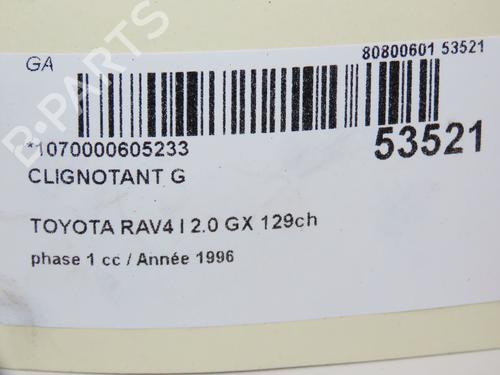 GA
80800601 53521
*1070000605233
53521
CLIGNOTANT G
TOYOTA RAV4 I 2.0 GX 129ch
phase 1 cc / Année 1996
B-PARTS